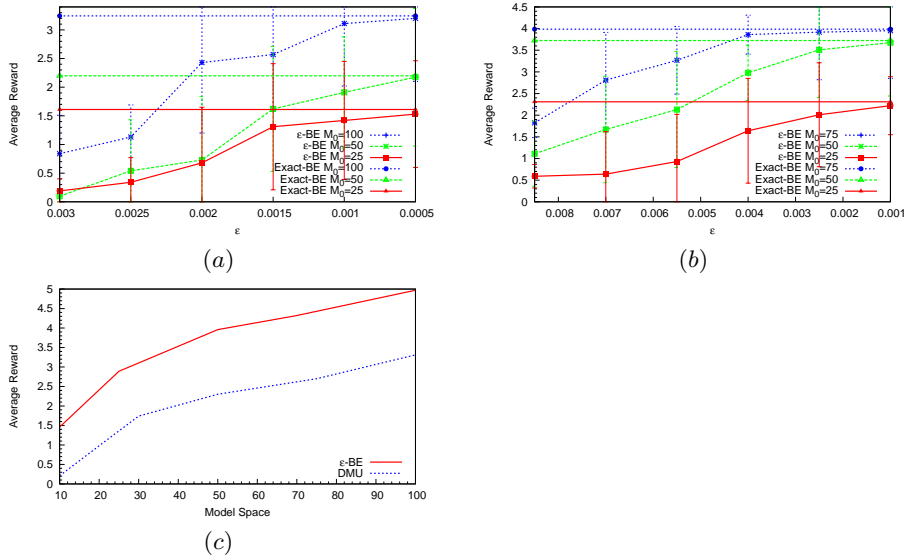 3
2.5
2
1.5
1
0.5
0
Average Reward
ε-BE M0=100
ε-BE M0=50
ε-BE M0=25
Exact-BE M0=100
Exact-BE M0=50
Exact-BE M0=25
0.003 0.0025 0.002 0.0015 0.001 0.0005
ε
(a)
4.5
4
3.5
3
2.5
2
1.5
1
0.5
0
Average Reward
ε-BE M0=75
ε-BE M0=50
ε-BE M0=25
Exact-BE M0=75
Exact-BE M0=50
Exact-BE M0=25
0.008 0.007 0.006 0.005 0.004 0.003 0.002 0.001
ε
(b)
5
4.5
4
3.5
3
2.5
2
1.5
1
0.5
0
Average Reward
ε-BE
DMU
10 20 30 40 50 60 70 80 90 100
Model Space
(c)